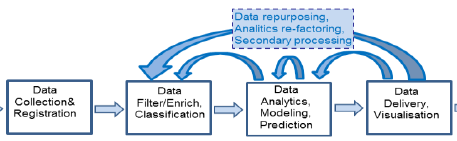 Data repurposing,
Analitics re-factoring,
Secondary processing
Data
Collection&
Registration
Data
Filter/Enrich,
Classification
Data
Analytics,
Modeling,
Prediction
Data
Delivery,
Visualisation